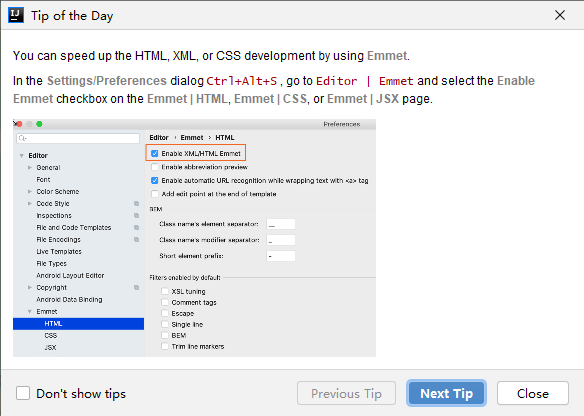 IJ Tip of the Day
You can speed up the HTML, XML, or CSS development by using Emmet.
In the Settings/Preferences dialog Ctrl+Alt+S , go to Editor | Emmet and select the Enable
Emmet checkbox on the Emmet | HTML, Emmet | CSS, or Emmet | JSX page.
Preferences
Editor › Emmet › HTML
Enable XML/HTML Emmet
Editor
General
Enable abbreviation preview
Font
Enable automatic URL recognition while wrapping text with <a> tag
Color Scheme
Add edit point at the end of template
Code Style
BEM
Inspections
Class name's element separator: __
File and Code Templates
File Encodings
Class name's modifier separator: _
Live Templates
Short element prefix: -
File Types
Android Layout Editor
Filters enabled by default
Copyright
XSL tuning
Android Data Binding
Comment tags
Emmet
Escape
HTML
Single line
CSS
BEM
JSX
Trim line markers
Don't show tips
Previous Tip
Next Tip
Close